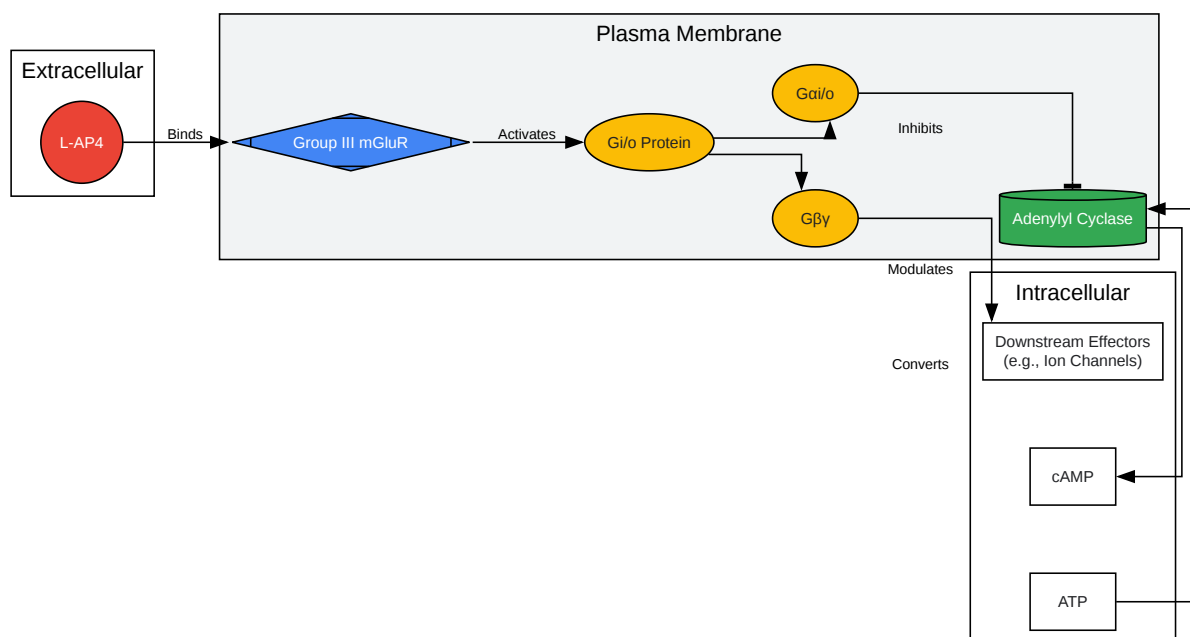 Plasma Membrane
Extracellular
L-AP4
Binds
Group III mGluR
Activates
Gi/o Protein
Gαi/o
Inhibits
Gβγ
Adenylyl Cyclase
Modulates
Intracellular
Downstream Effectors
(e.g., Ion Channels)
Converts
cAMP
ATP